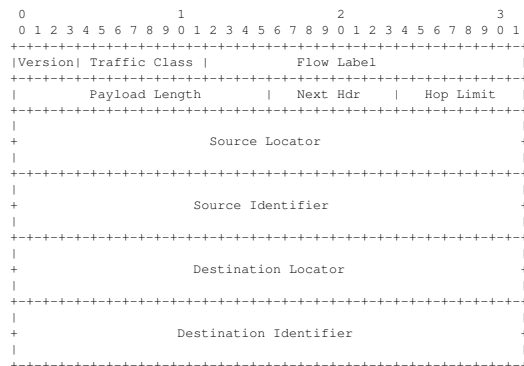 0                   1                   2                   3
 0 1 2 3 4 5 6 7 8 9 0 1 2 3 4 5 6 7 8 9 0 1 2 3 4 5 6 7 8 9 0 1
+-+-+-+-+-+-+-+-+-+-+-+-+-+-+-+-+-+-+-+-+-+-+-+-+-+-+-+-+-+-+-+-+
|Version| Traffic Class |           Flow Label                  |
+-+-+-+-+-+-+-+-+-+-+-+-+-+-+-+-+-+-+-+-+-+-+-+-+-+-+-+-+-+-+-+-+
|         Payload Length        |   Next Hdr    |   Hop Limit   |
+-+-+-+-+-+-+-+-+-+-+-+-+-+-+-+-+-+-+-+-+-+-+-+-+-+-+-+-+-+-+-+-+
|                                                               |
+                        Source Locator                         +
|                                                               |
+-+-+-+-+-+-+-+-+-+-+-+-+-+-+-+-+-+-+-+-+-+-+-+-+-+-+-+-+-+-+-+-+
|                                                               |
+                      Source Identifier                        +
|                                                               |
+-+-+-+-+-+-+-+-+-+-+-+-+-+-+-+-+-+-+-+-+-+-+-+-+-+-+-+-+-+-+-+-+
|                                                               |
+                      Destination Locator                      +
|                                                               |
+-+-+-+-+-+-+-+-+-+-+-+-+-+-+-+-+-+-+-+-+-+-+-+-+-+-+-+-+-+-+-+-+
|                                                               |
+                    Destination Identifier                     +
|                                                               |
+-+-+-+-+-+-+-+-+-+-+-+-+-+-+-+-+-+-+-+-+-+-+-+-+-+-+-+-+-+-+-+-+